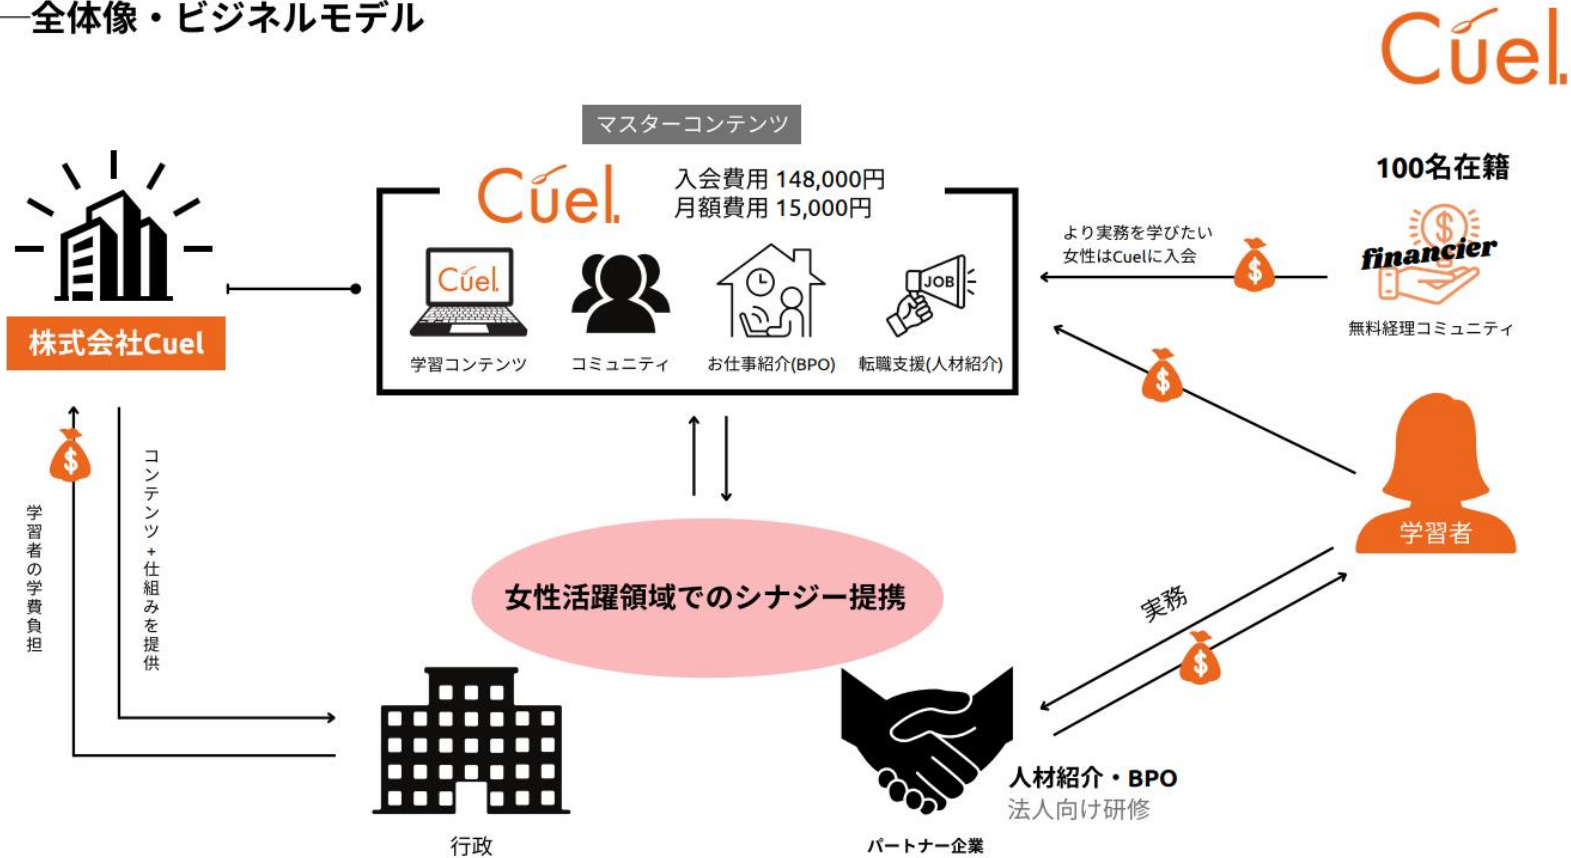 全体像・ビジネルモデル
Cuel.
マスターコンテンツ
Cuel.
入会費用 148,000円
月額費用 15,000円
Cuel.
JOB
学習コンテンツ
コミュニティ
お仕事紹介(BPO)
転職支援(人材紹介)
株式会社Cuel
100名在籍
$
financier
無料経理コミュニティ
より実務を学びたい
女性はCuelに入会
$
$
学習者
$
学習者の学費負担
コンテンツ+仕組みを提供
女性活躍領域でのシナジー提携
実務
$
行政
パートナー企業
人材紹介・BPO
法人向け研修